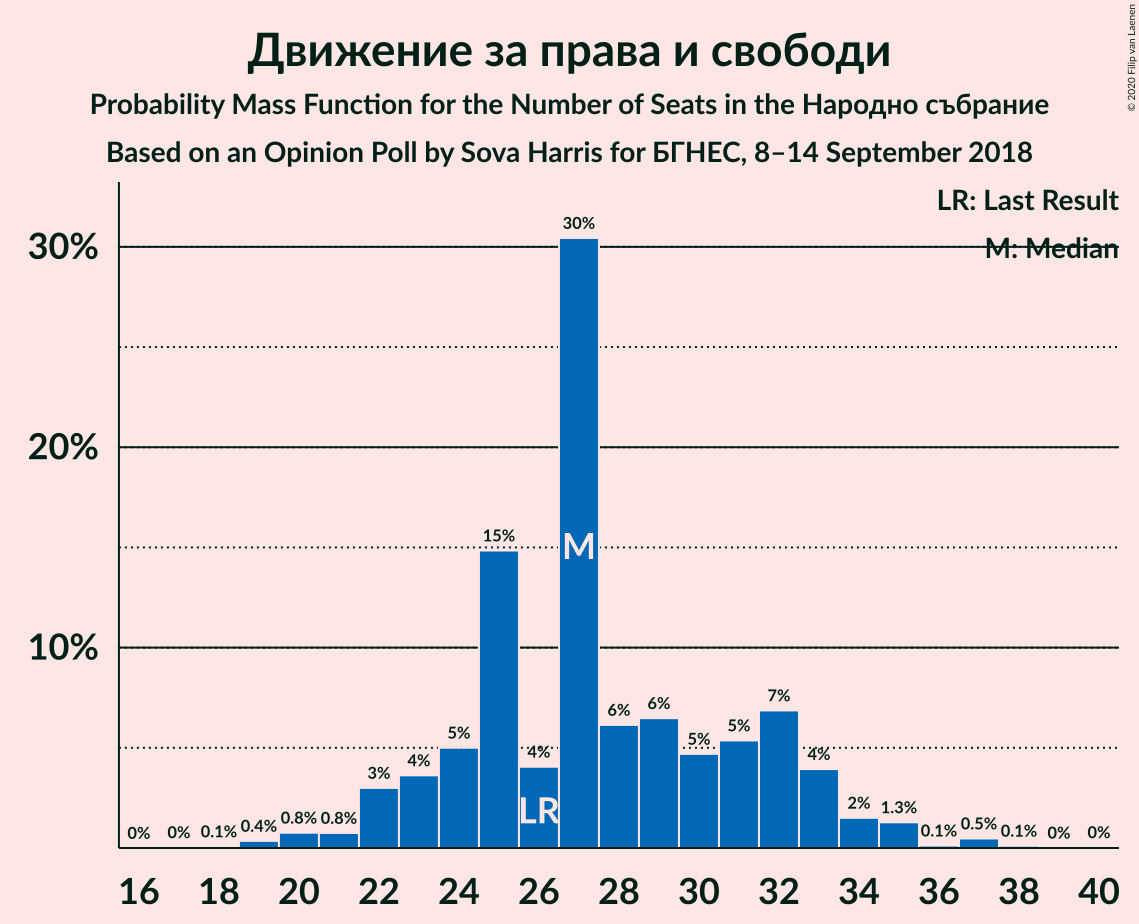 Движение за права и свободи
Probability Mass Function for the Number of Seats in the Народно събрание
Based on an Opinion Poll by Sova Harris for БГНЕС, 8–14 September 2018
© 2020 Filip van Laenen
LR: Last Result
M: Median
30%
20%
10%
0% 0% 0.1% 0.4% 0.8% 0.8% 3% 4% 5% 15% 4% 30% 6% 6% 5% 5% 7% 4% 2% 1.3% 0.1% 0.5% 0.1% 0% 0%
M
LR
16 18 20 22 24 26 28 30 32 34 36 38 40